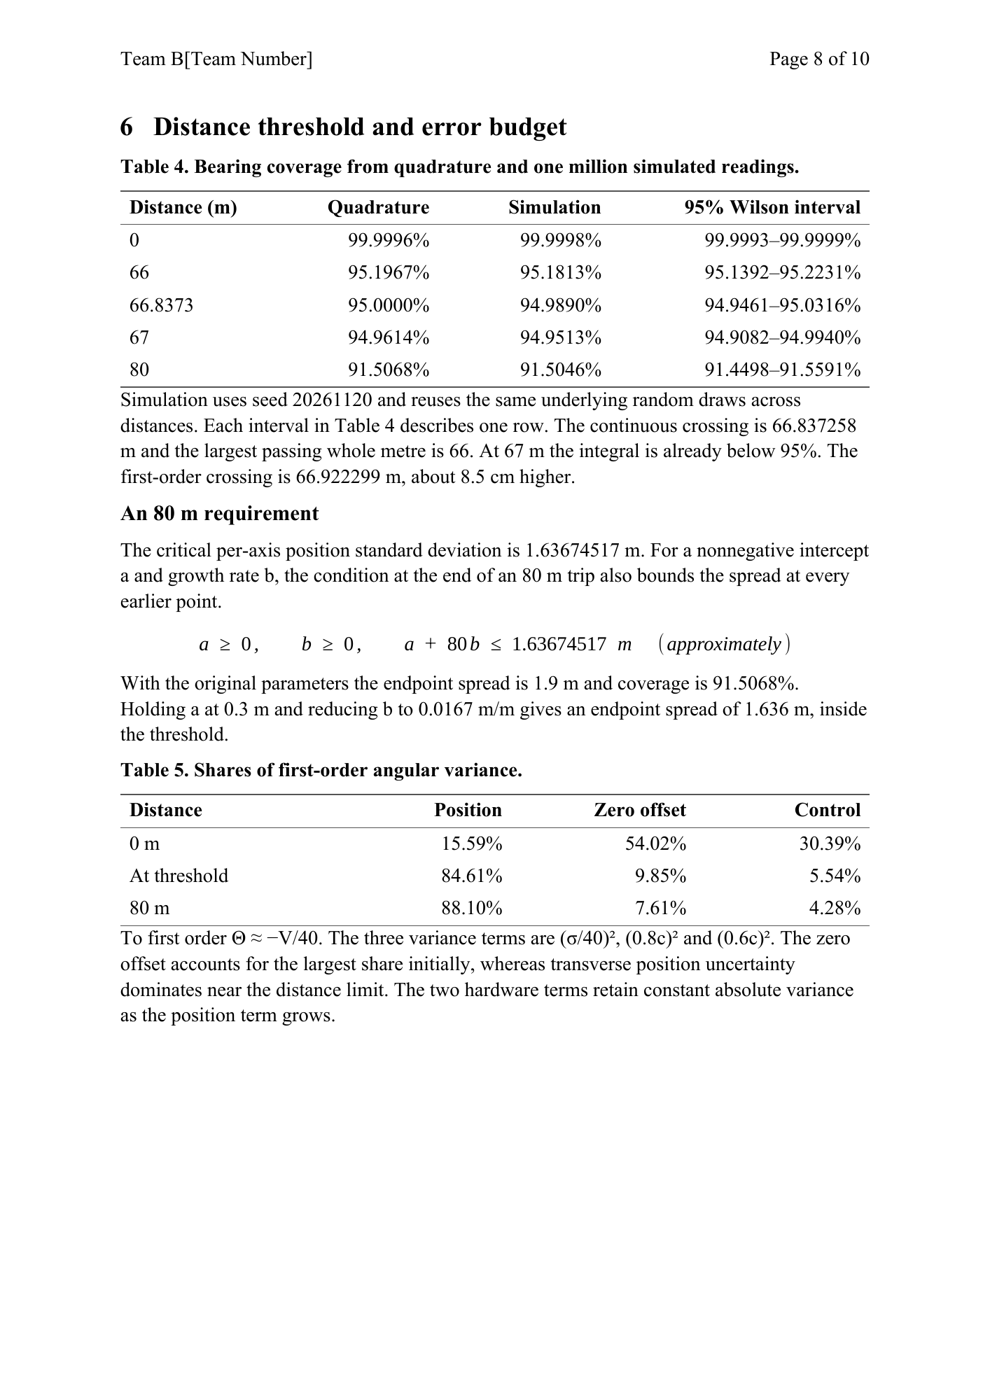 Team B[Team Number] Page 8 of 10
6 Distance threshold and error budget
Table 4. Bearing coverage from quadrature and one million simulated readings.
Distance (m) Quadrature Simulation 95% Wilson interval
0 99.9996% 99.9998% 99.9993–99.9999%
66 95.1967% 95.1813% 95.1392–95.2231%
66.8373 95.0000% 94.9890% 94.9461–95.0316%
67 94.9614% 94.9513% 94.9082–94.9940%
80 91.5068% 91.5046% 91.4498–91.5591%
Simulation uses seed 20261120 and reuses the same underlying random draws across
distances. Each interval in Table 4 describes one row. The continuous crossing is 66.837258
m and the largest passing whole metre is 66. At 67 m the integral is already below 95%. The
first-order crossing is 66.922299 m, about 8.5 cm higher.
An 80 m requirement
The critical per-axis position standard deviation is 1.63674517 m. For a nonnegative intercept
a and growth rate b, the condition at the end of an 80 m trip also bounds the spread at every
earlier point.
a ≥ 0, b ≥ 0, a + 80b ≤ 1.63674517 m (approximately)
With the original parameters the endpoint spread is 1.9 m and coverage is 91.5068%.
Holding a at 0.3 m and reducing b to 0.0167 m/m gives an endpoint spread of 1.636 m, inside
the threshold.
Table 5. Shares of first-order angular variance.
Distance Position Zero offset Control
0 m 15.59% 54.02% 30.39%
At threshold 84.61% 9.85% 5.54%
80 m 88.10% 7.61% 4.28%
To first order Θ ≈ −V/40. The three variance terms are (σ/40)², (0.8c)² and (0.6c)². The zero
offset accounts for the largest share initially, whereas transverse position uncertainty
dominates near the distance limit. The two hardware terms retain constant absolute variance
as the position term grows.